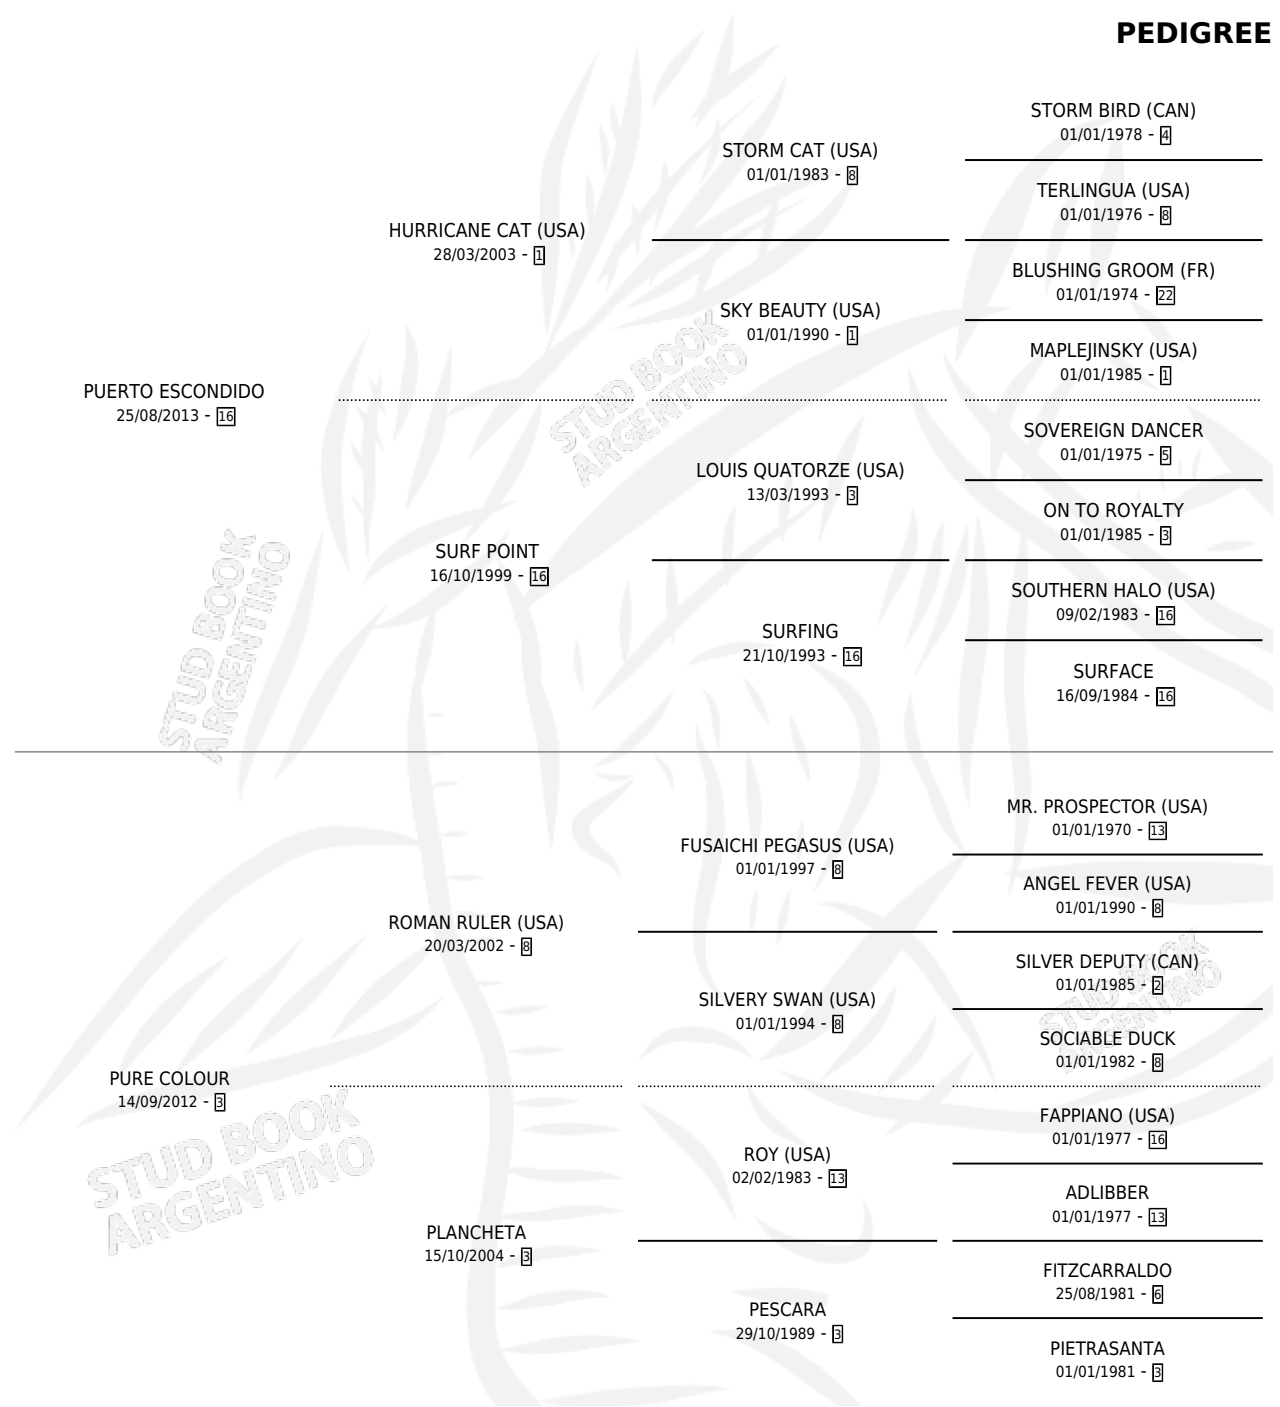 PEDIGREE
STORM BIRD (CAN)
01/01/1978 - 4
STORM CAT (USA)
01/01/1983 - 8
TERLINGUA (USA)
01/01/1976 - 8
HURRICANE CAT (USA)
28/03/2003 - 1
BLUSHING GROOM (FR)
01/01/1974 - 22
SKY BEAUTY (USA)
01/01/1990 - 1
MAPLEJINSKY (USA)
01/01/1985 - 1
PUERTO ESCONDIDO
25/08/2013 - 16
SOVEREIGN DANCER
01/01/1975 - 5
LOUIS QUATORZE (USA)
13/03/1993 - 3
ON TO ROYALTY
01/01/1985 - 3
SURF POINT
16/10/1999 - 16
SOUTHERN HALO (USA)
09/02/1983 - 16
SURFING
21/10/1993 - 16
SURFACE
16/09/1984 - 16
MR. PROSPECTOR (USA)
01/01/1970 - 13
FUSAICHI PEGASUS (USA)
01/01/1997 - 8
ANGEL FEVER (USA)
01/01/1990 - 8
ROMAN RULER (USA)
20/03/2002 - 8
SILVER DEPUTY (CAN)
01/01/1985 - 2
SILVERY SWAN (USA)
01/01/1994 - 8
SOCIABLE DUCK
01/01/1982 - 8
PURE COLOUR
14/09/2012 - 3
FAPPIANO (USA)
01/01/1977 - 16
ROY (USA)
02/02/1983 - 13
ADLIBBER
01/01/1977 - 13
PLANCHETA
15/10/2004 - 3
FITZCARRALDO
25/08/1981 - 6
PESCARA
29/10/1989 - 3
PIETRASANTA
01/01/1981 - 3
STUD BOOK
ARGENTINO
STUD BOOK
ARGENTINO
STUD BOOK
ARGENTINO
STUD BOOK
ARGENTINO